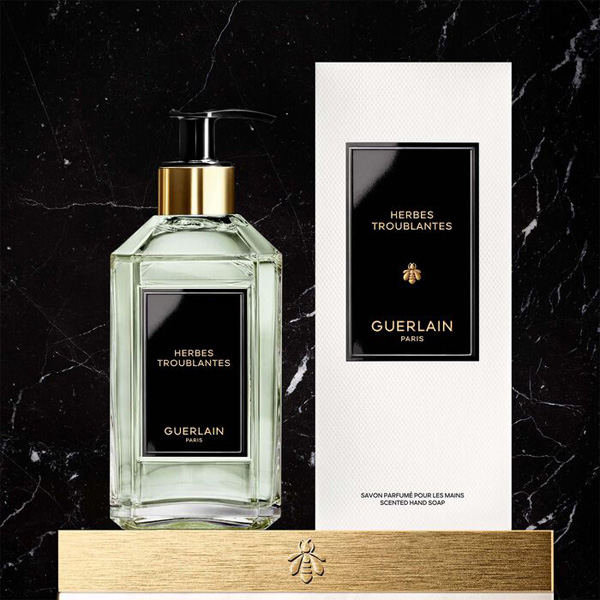 HERBES
TROUBLANTES
GUERLAIN
PARIS
HERBES
TROUBLANTES
GUERLAIN
PARIS
SAVON PARFUMÉ POUR LES MAINS
SCENTED HAND SOAP